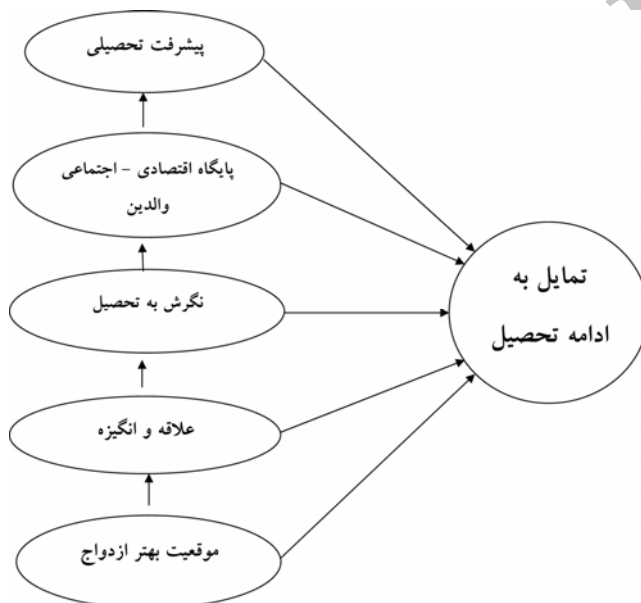 پیشرفت تحصیلی
پایگاه اقتصادی - اجتماعی
والدین
نگرش به تحصیل
علاقه و انگیزه
موقعیت بهتر ازدواج
تمایل به
ادامه تحصیل